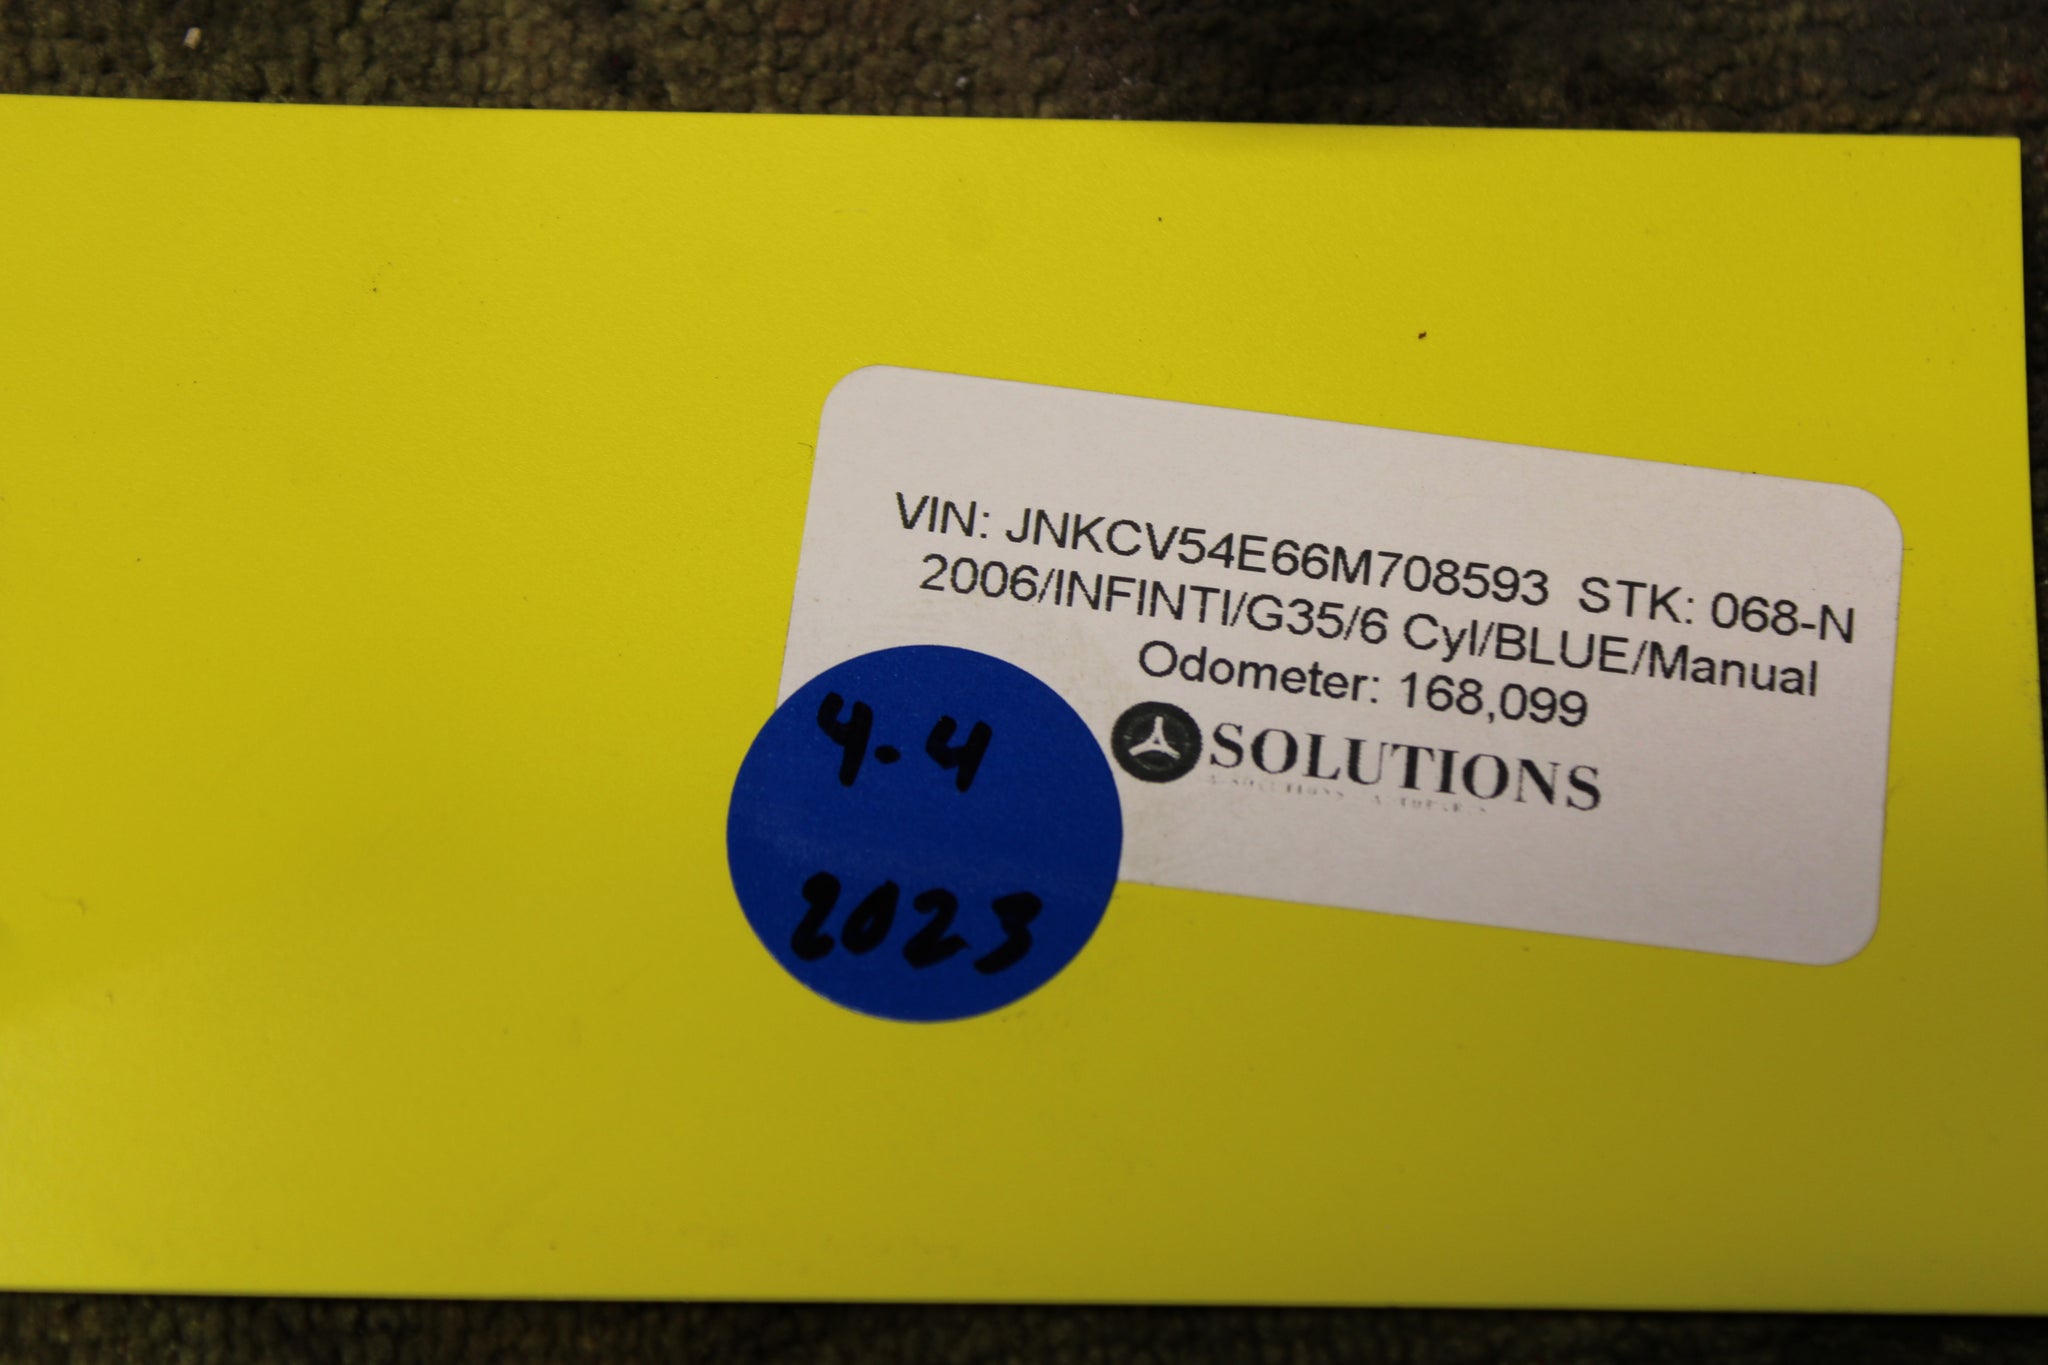 VIN: JNKCV54E66M708593 STK: 068-N
2006/INFINTI/G35/6 Cyl/BLUE/Manual
Odometer: 168,099
SOLUTIONS
4.4
2023